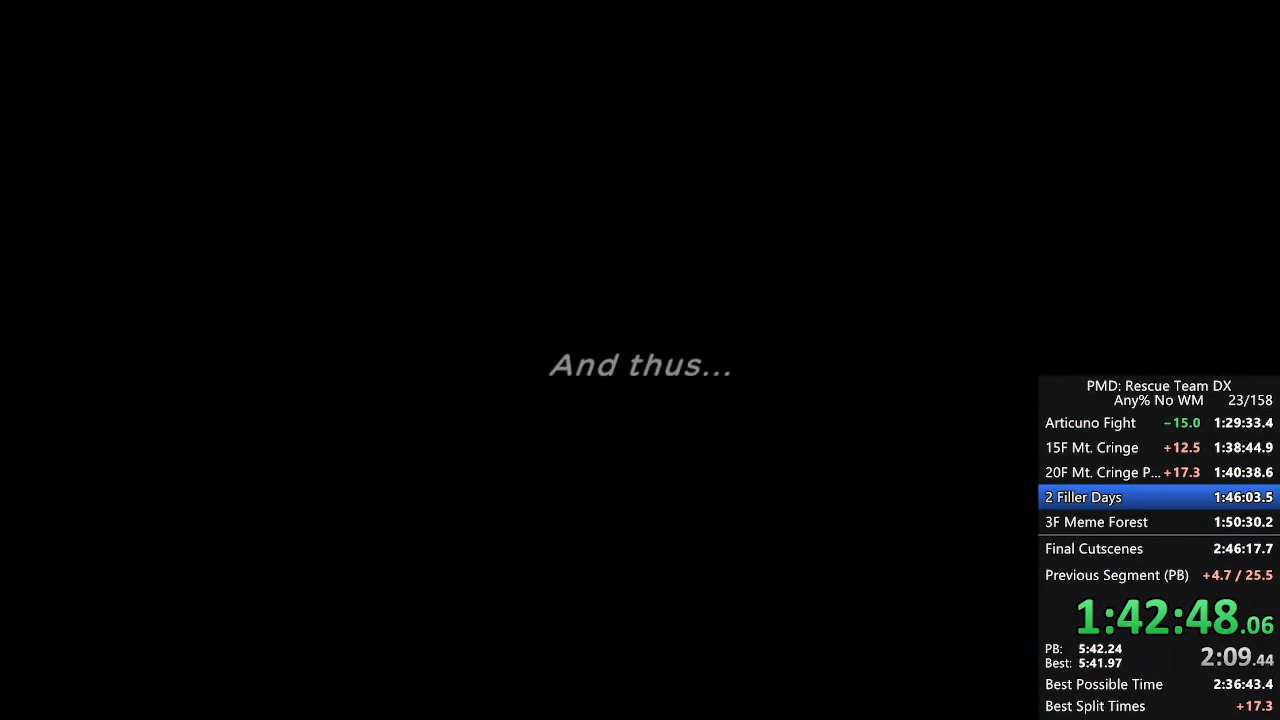 And thus...
PMD: Rescue Team DX
Any% No WM 23/158
Articuno Fight −15.0 1:29:33.4
15F Mt. Cringe +12.5 1:38:44.9
20F Mt. Cringe P... +17.3 1:40:38.6
2 Filler Days 1:46:03.5
3F Meme Forest 1:50:30.2
Final Cutscenes 2:46:17.7
Previous Segment (PB) +4.7 / 25.5
1:42:48.06
PB: 5:42.24
Best: 5:41.97
2:09.44
Best Possible Time 2:36:43.4
Best Split Times +17.3